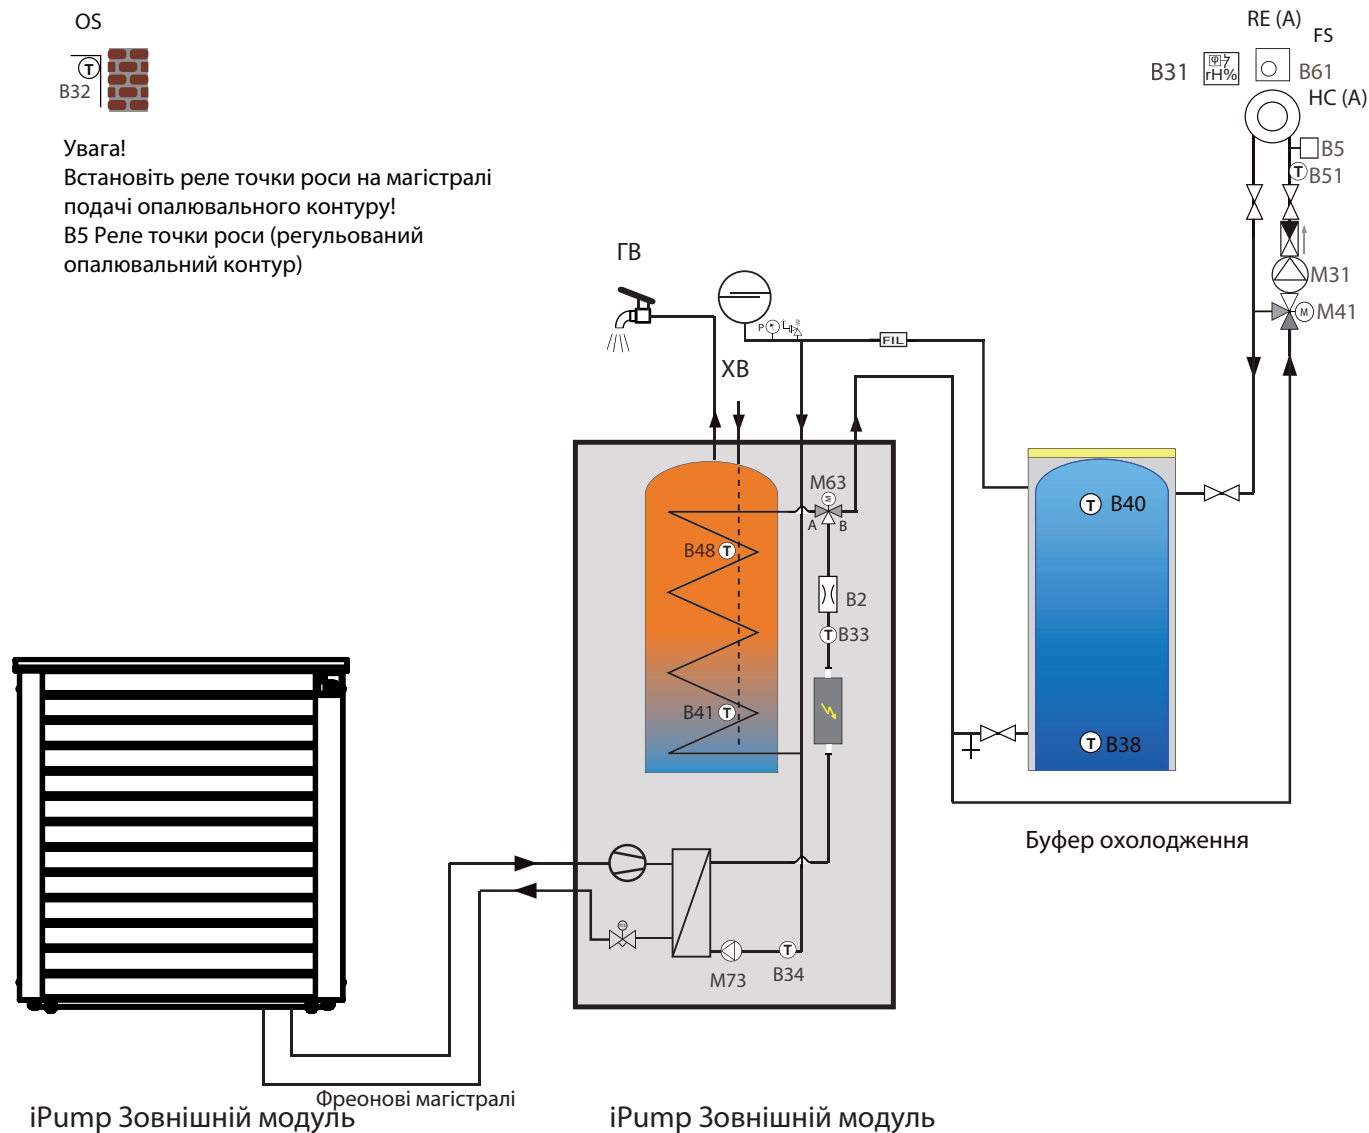 OS
T
B32
Увага!
Встановіть реле точки роси на магістралі
подачі опалювального контуру!
B5 Реле точки роси (регульований
опалювальний контур)
RE (A)
FS
B31
rH%
B61
HC (A)
B5
T
B51
M31
M
M41
ГВ
P
FIL
ХВ
M63
M
A
B
B48
T
B2
T
B33
B41
T
M73
T
B34
T
B40
T
B38
Буфер охолодження
Фреонові магістралі
iPump Зовнішній модуль
iPump Зовнішній модуль